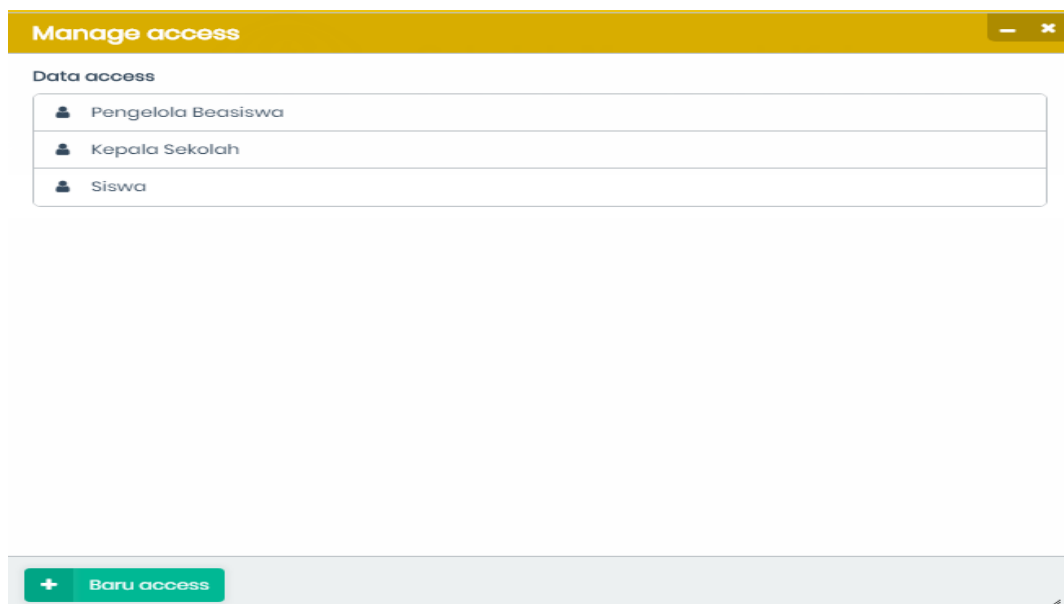 Manage access
Data access
Pengelola Beasiswa
Kepala Sekolah
Siswa
Baru access